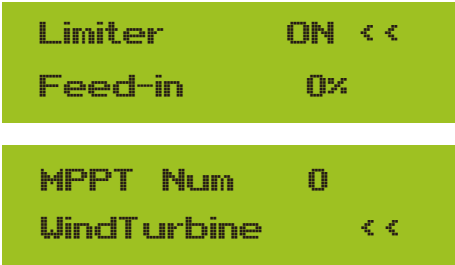 Limiter ON <<
Feed-in 0%
MPPT Num 0
WindTurbine <<